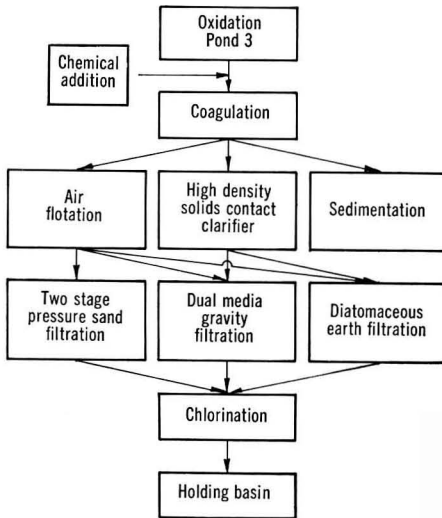 Oxidation
Pond 3
Chemical
addition
Coagulation
Air
flotation
High density
solids contact
clarifier
Sedimentation
Two stage
pressure sand
filtration
Dual media
gravity
filtration
Diatomaceous
earth filtration
Chlorination
Holding basin